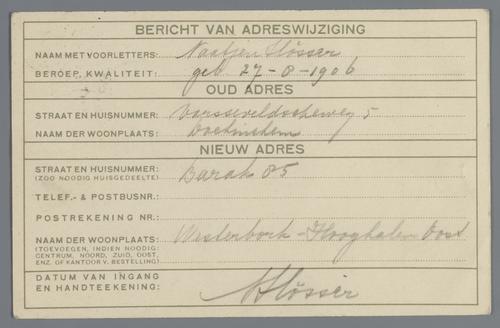 BERICHT VAN ADRESWIJZIGING
NAAM MET VOORLETTERS: Naatjen Slösser
BEROEP, KWALITEIT: geb. 27-8-1906
OUD ADRES
STRAAT EN HUISNUMMER: Varsseveldscheweg 5
NAAM DER WOONPLAATS: Doetinchem
NIEUW ADRES
STRAAT EN HUISNUMMER: Barak 85
(ZOO NOODIG HUISGEDEELTE)
TELEF.- & POSTBUSNR.:
POSTREKENING NR.:
NAAM DER WOONPLAATS: Westerbork - Hooghalen Oost
(TOEVOEGEN, INDIEN NOODIG:
CENTRUM, NOORD, ZUID, OOST,
ENZ. OF KANTOOR V. BESTELLING)
DATUM VAN INGANG
EN HANDTEEKENING: N Slösser